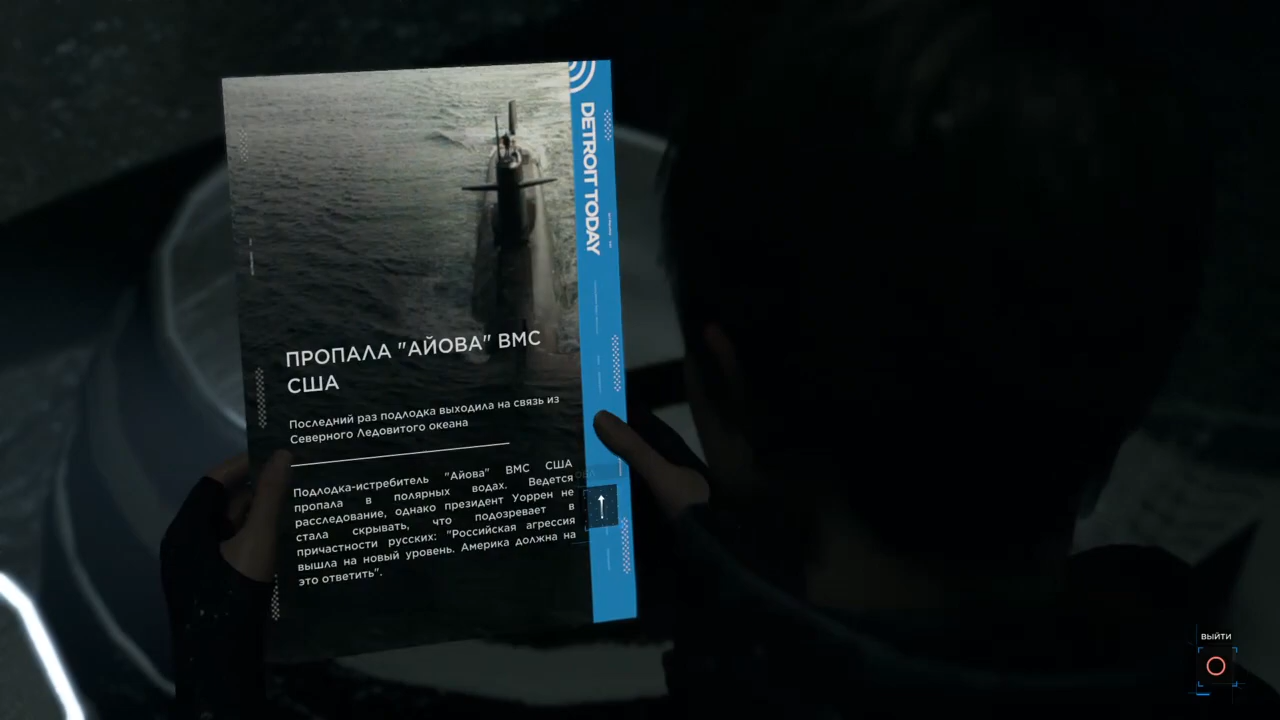 DETROIT TODAY
ПРОПАЛА "АЙОВА" ВМС
США
Последний раз подлодка выходила на связь из
Северного Ледовитого океана
Подлодка-истребитель "Айова" ВМС США
пропала в полярных водах. Ведется
расследование, однако президент Уоррен не
стала скрывать, что подозревает в
причастности русских: "Российская агрессия
вышла на новый уровень. Америка должна на
это ответить".
ВЫЙТИ